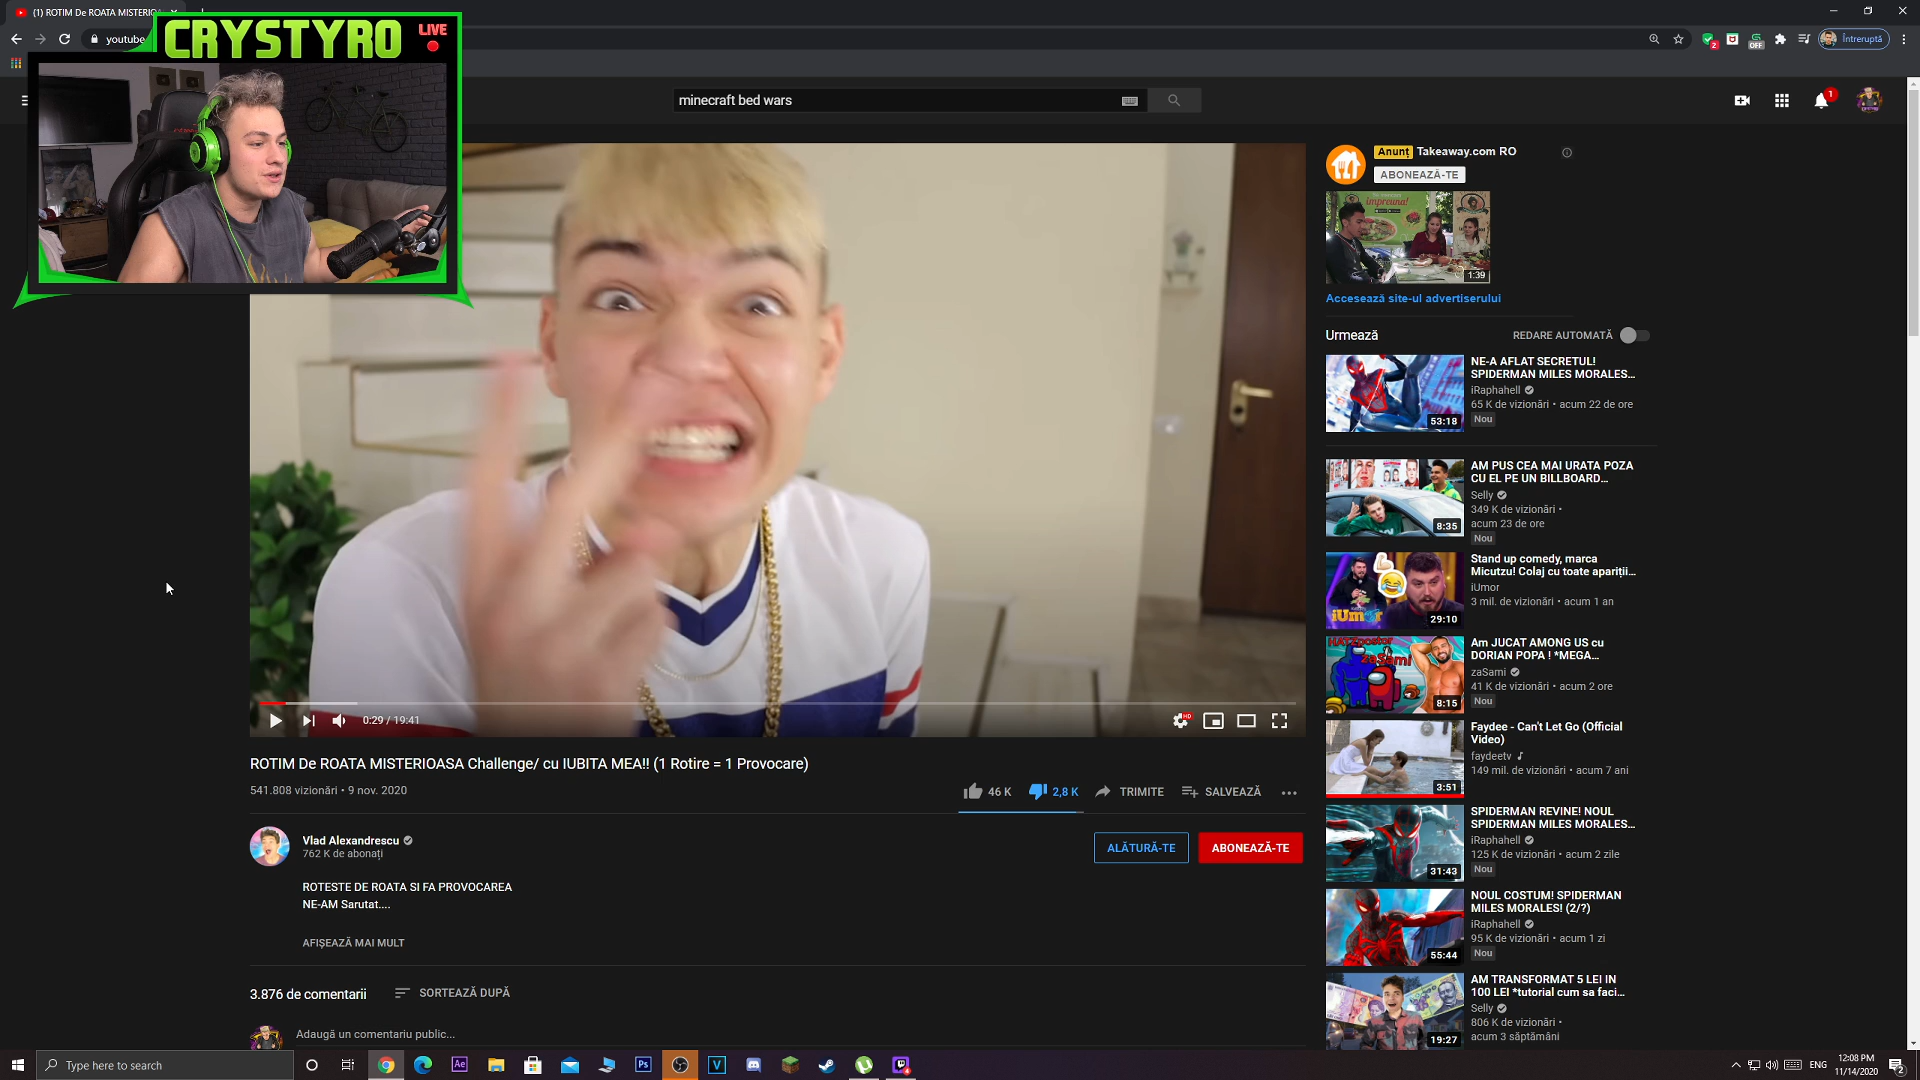 (1) ROTIM De ROATA MISTERIO
youtube
Întreruptă
CRYSTYRO
LIVE
2
OFF
minecraft bed wars
1
Anunț Takeaway.com RO
ABONEAZĂ-TE
împreuna!
1:39
Accesează site-ul advertiserului
Urmează
REDARE AUTOMATĂ
NE-A AFLAT SECRETUL!
SPIDERMAN MILES MORALES...
iRaphahell
65 K de vizionări • acum 22 de ore
Nou
53:18
AM PUS CEA MAI URATA POZA
CU EL PE UN BILLBOARD...
Selly
349 K de vizionări •
acum 23 de ore
Nou
8:35
Stand up comedy, marca
Micutzu! Colaj cu toate apariții...
iUmor
3 mil. de vizionări • acum 1 an
iUmor
29:10
Am JUCAT AMONG US cu
DORIAN POPA ! *MEGA...
zaSami
41 K de vizionări • acum 2 ore
Nou
zaSami
8:15
Faydee - Can't Let Go (Official
Video)
faydeetv
149 mil. de vizionări • acum 7 ani
3:51
SPIDERMAN REVINE! NOUL
SPIDERMAN MILES MORALES...
iRaphahell
125 K de vizionări • acum 2 zile
Nou
31:43
NOUL COSTUM! SPIDERMAN
MILES MORALES! (2/?)
iRaphahell
95 K de vizionări • acum 1 zi
Nou
55:44
AM TRANSFORMAT 5 LEI IN
100 LEI *tutorial cum sa faci...
Selly
806 K de vizionări •
acum 3 săptămâni
19:27
0:29 / 19:41
HD
ROTIM De ROATA MISTERIOASA Challenge/ cu IUBITA MEA!! (1 Rotire = 1 Provocare)
541.808 vizionări • 9 nov. 2020
46 K
2,8 K
TRIMITE
SALVEAZĂ
Vlad Alexandrescu
762 K de abonați
ALĂTURĂ-TE
ABONEAZĂ-TE
ROTESTE DE ROATA SI FA PROVOCAREA
NE-AM Sarutat....
AFIȘEAZĂ MAI MULT
3.876 de comentarii
SORTEAZĂ DUPĂ
Adaugă un comentariu public...
Type here to search
Ae
Ps
V
ENG
12:08 PM
11/14/2020
2